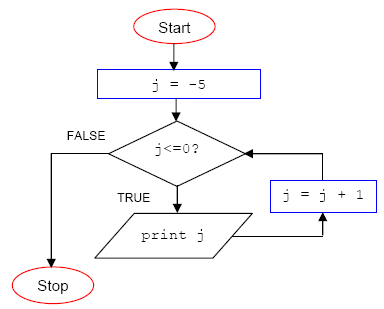 Start
j = -5
FALSE
j<=0?
TRUE
j = j + 1
print j
Stop